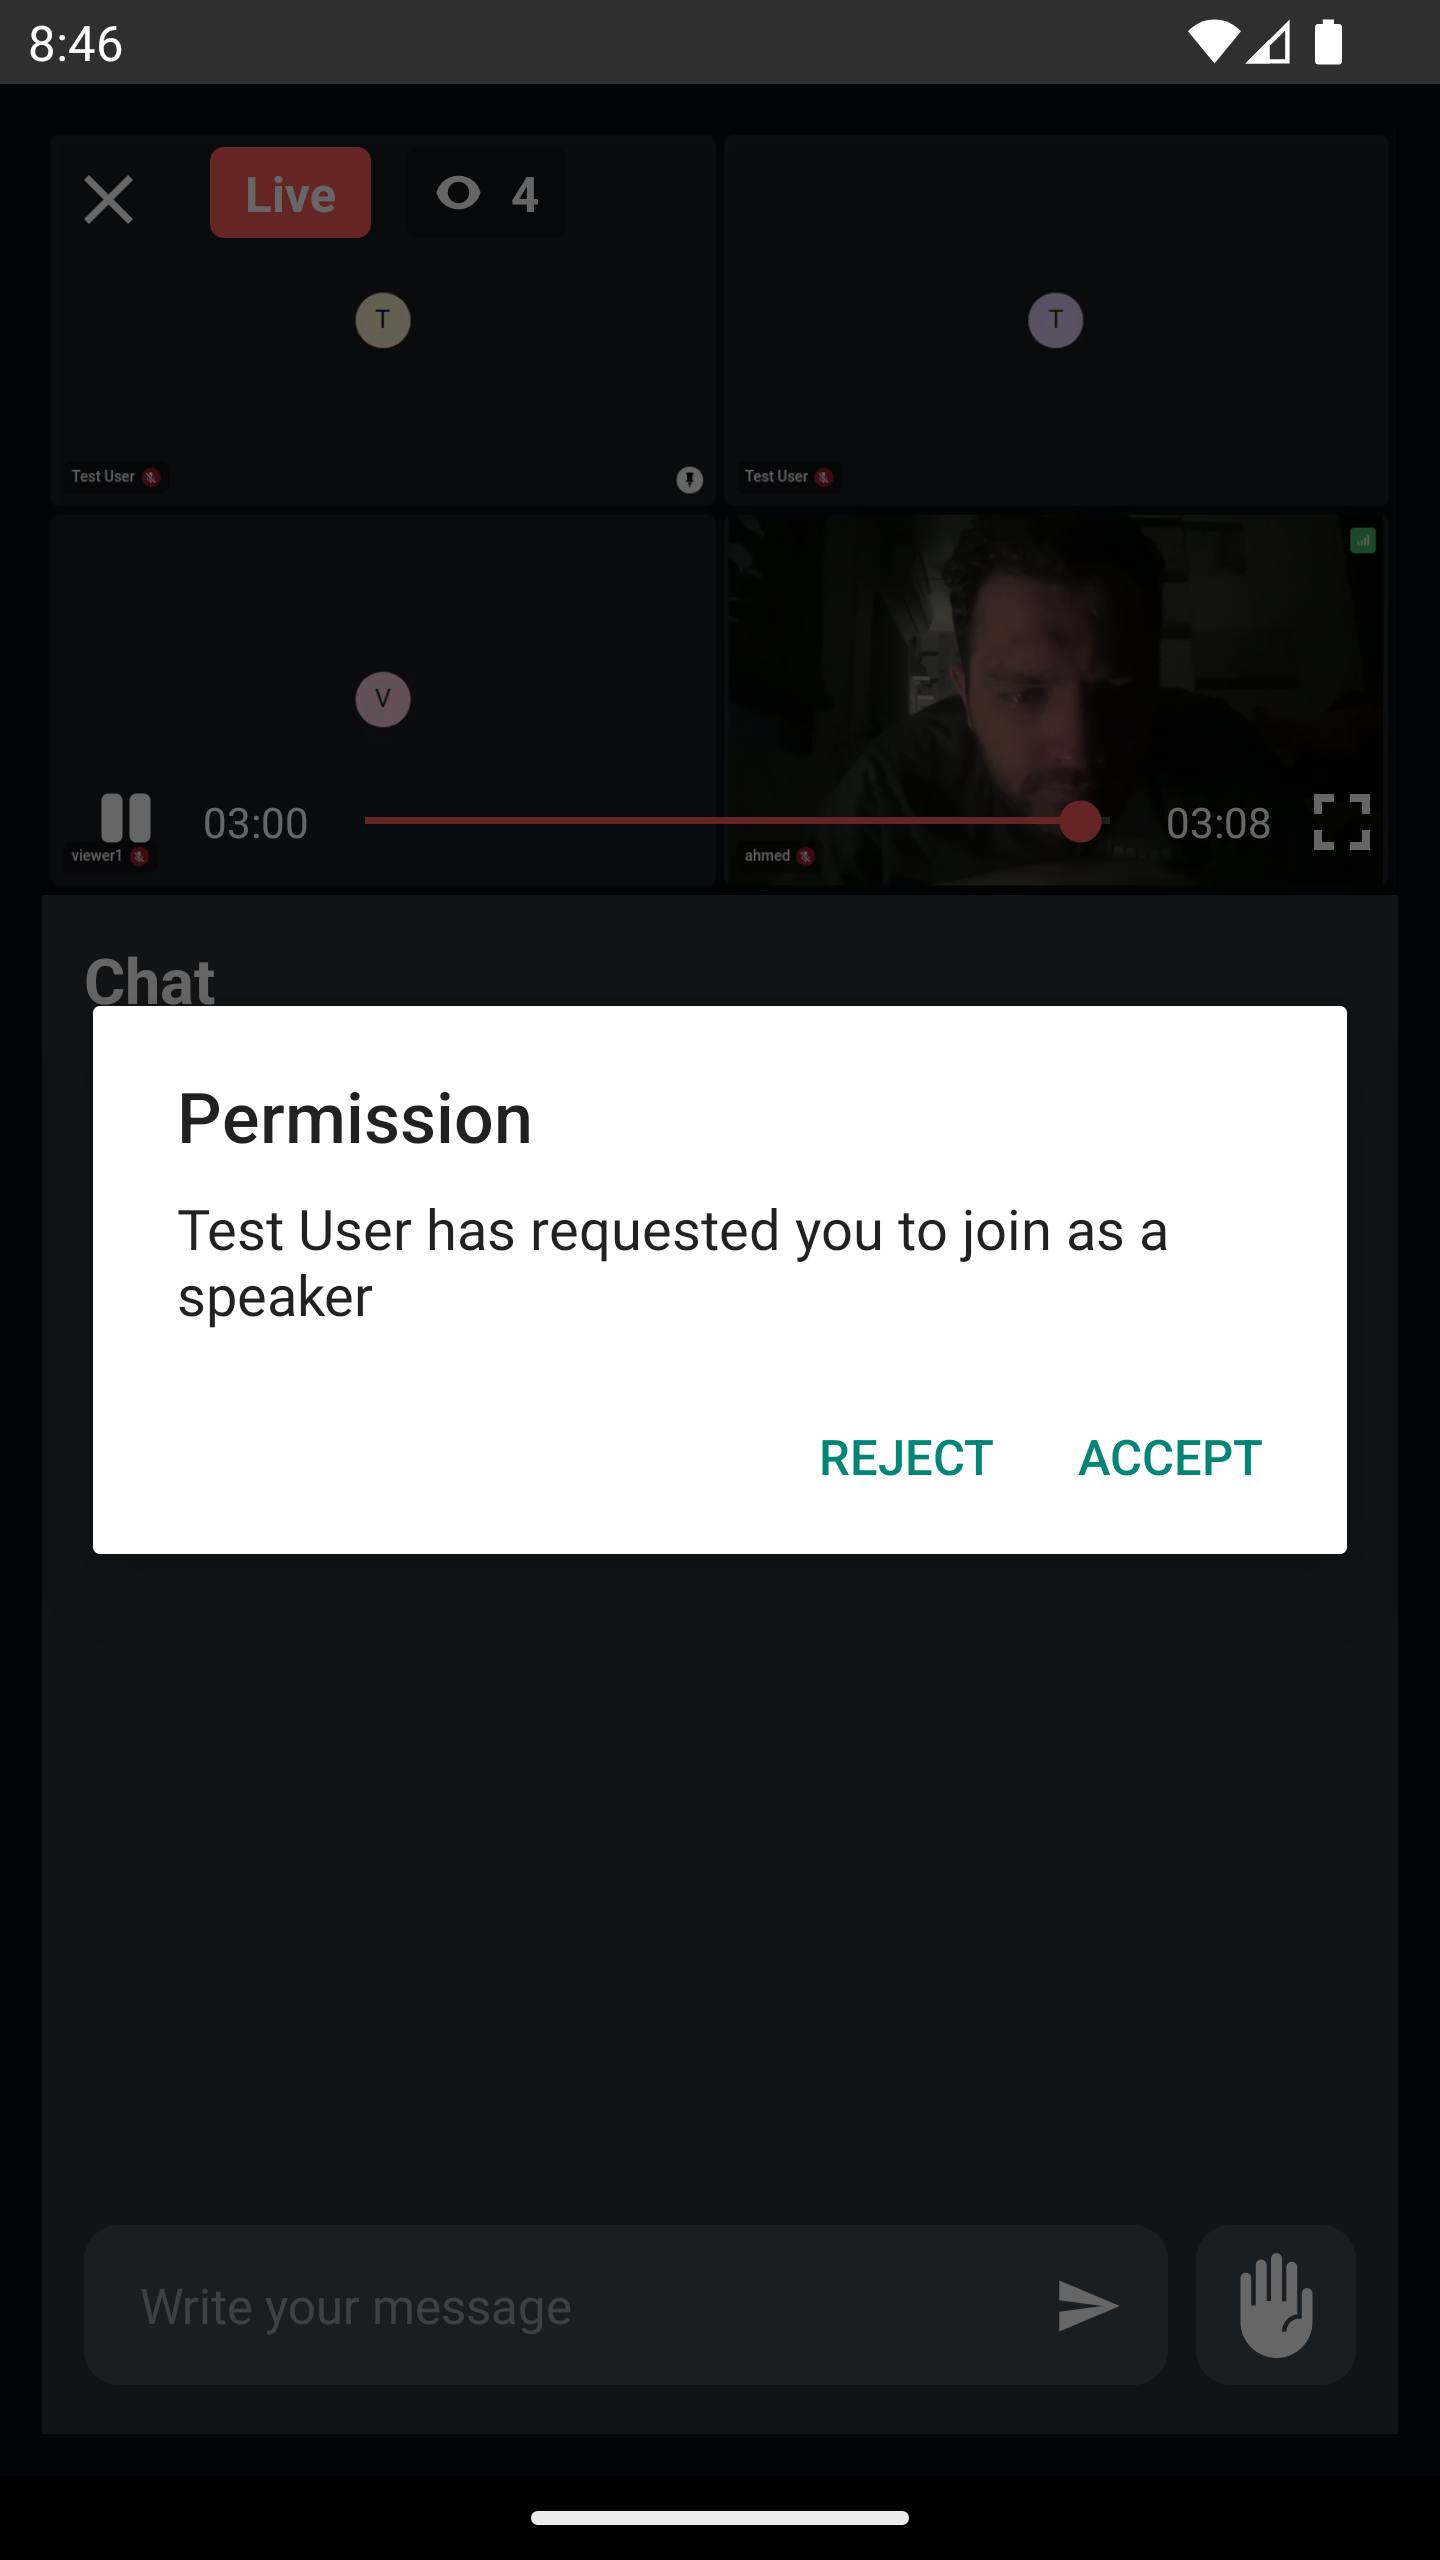 8:46
Live 4
T
T
Test User
Test User
V
03:00
03:08
viewer1
ahmed
Chat
Permission
Test User has requested you to join as a
speaker
REJECT ACCEPT
Write your message